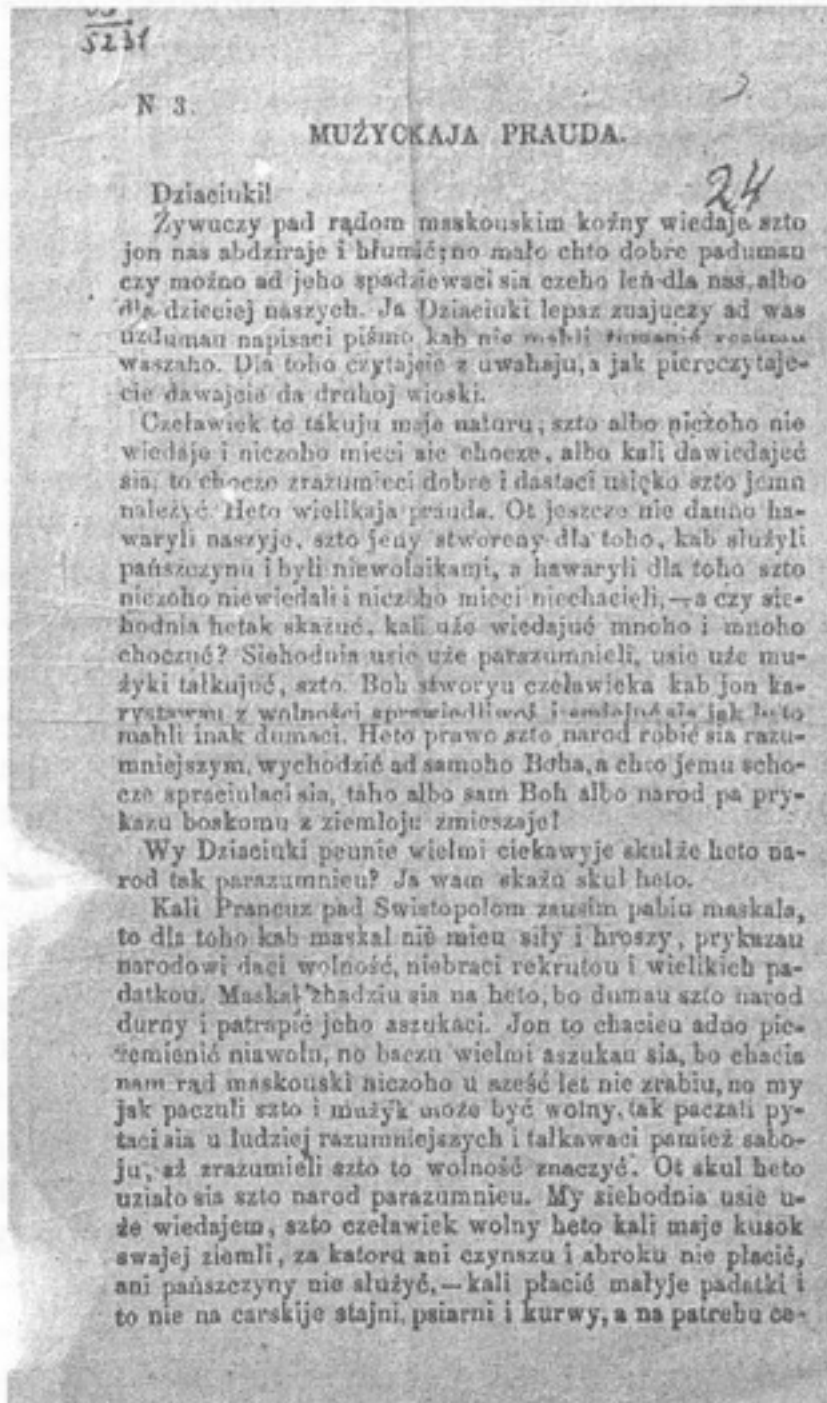 5231
N 3.
MUŻYCKAJA PRAUDA.
24
Dziaciuki!
Żywuczy pad rądom maskouskim koźny wiedaje szto
jon nas abdziraje i błumić; no mało chto dobre padumau
czy moźno ad jeho spadziewaci sia czeho leń dla nas, albo
dla dzieciej naszych. Ja Dziaciuki lepaz znajuczy ad was
uzdumau napisaci piśmo kab nie mahli
waszaho. Dla toho czytajcie z uwahaju, a jak piereczytaje-
cie dawajcie da druhoj wioski.
Czeławiek to takuju maje naturu, szto albo niczoho nie
wiedaje i niczoho mieci nie chocze, albo kali dawiedajeć
sia, to chocze zrazumieci dobre i dastaci usięko szto jemu
należyć. Heto wielikaja prauda. Ot jeszcze nie dauno ha-
waryli naszyje, szto jeny stworeny dla toho, kab służyli
pańszczynu i byli niewolnikami, a hawaryli dla toho szto
niczoho niewiedali i niczoho mieci niechacieli,—a czy sie-
hodnia hetak skażuć, kali uże wiedajuć mnoho i mnoho
choczuć? Siehodnia usie uże parazumnieli, usie uże mu-
żyki tałkujuć, szto. Boh stworyu czeławieka kab jon ka-
rystawau z wolności sprawiedliwoj i jak heto
mahli inak dumaci. Heto prawo szto narod robić sia razu-
mniejszym, wychodzić ad samoho Boha, a chto jemu scho-
cze spraciulaci sia, taho albo sam Boh albo narod pa pry-
kazu boskomu z ziemloju zmieszaje!
Wy Dziaciuki peunie wielmi ciekawyje skulże heto na-
rod tak parazumnieu? Ja wam skażu skul heto.
Kali Prancuz pad Swistopolom zausim pabiu maskala,
to dla toho kab maskal nie mieu siły i hroszy, prykazau
narodowi daci wolność, niebraci rekrutou i wielikich pa-
datkou. Maskal zhadziu sia na heto, bo dumau szto narod
durny i patrapić jeho aszukaci. Jon to chacieu adno pie-
remienić niawolu, no baczu wielmi aszukau sia, bo chacia
nam rąd maskouski niczoho u sześć let nie zrabiu, no my
jak paczuli szto i mużyk może być wolny, tak paczali py-
taci sia u ludziej razumniejszych i tałkawaci pamież sabo-
ju, aż zrazumieli szto to wolność znaczyć. Ot skul heto
uziało sia szto narod parazumnieu. My siehodnia usie u-
że wiedajem, szto czeławiek wolny heto kali maje kusok
swajej ziemli, za katoru ani czynszu i abroku nie płacić,
ani pańszczyny nie służyć,—kali płacić małyje padatki i
to nie na carskije stajni, psiarni i kurwy, a na patrebu ce-